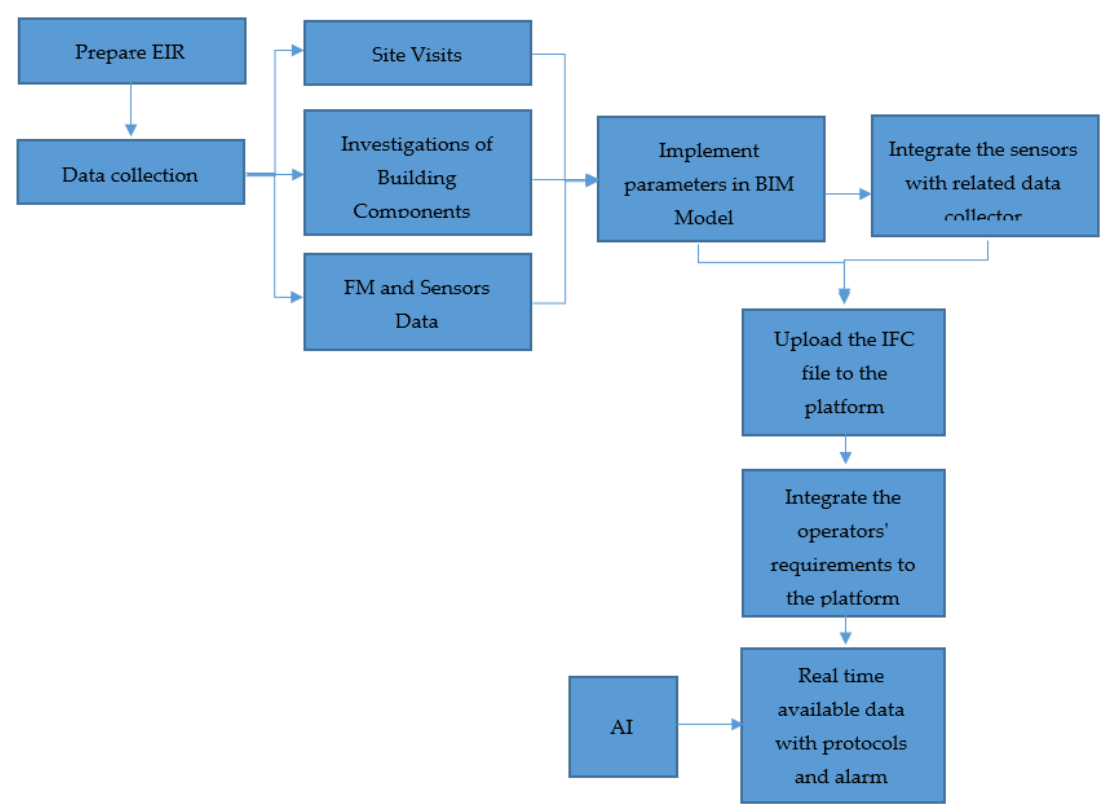 Prepare EIR
Data collection
Site Visits
Investigations of
Building
Components
FM and Sensors
Data
Implement
parameters in BIM
Model
Integrate the sensors
with related data
collector
Upload the IFC
file to the
platform
Integrate the
operators'
requirements to
the platform
AI
Real time
available data
with protocols
and alarm